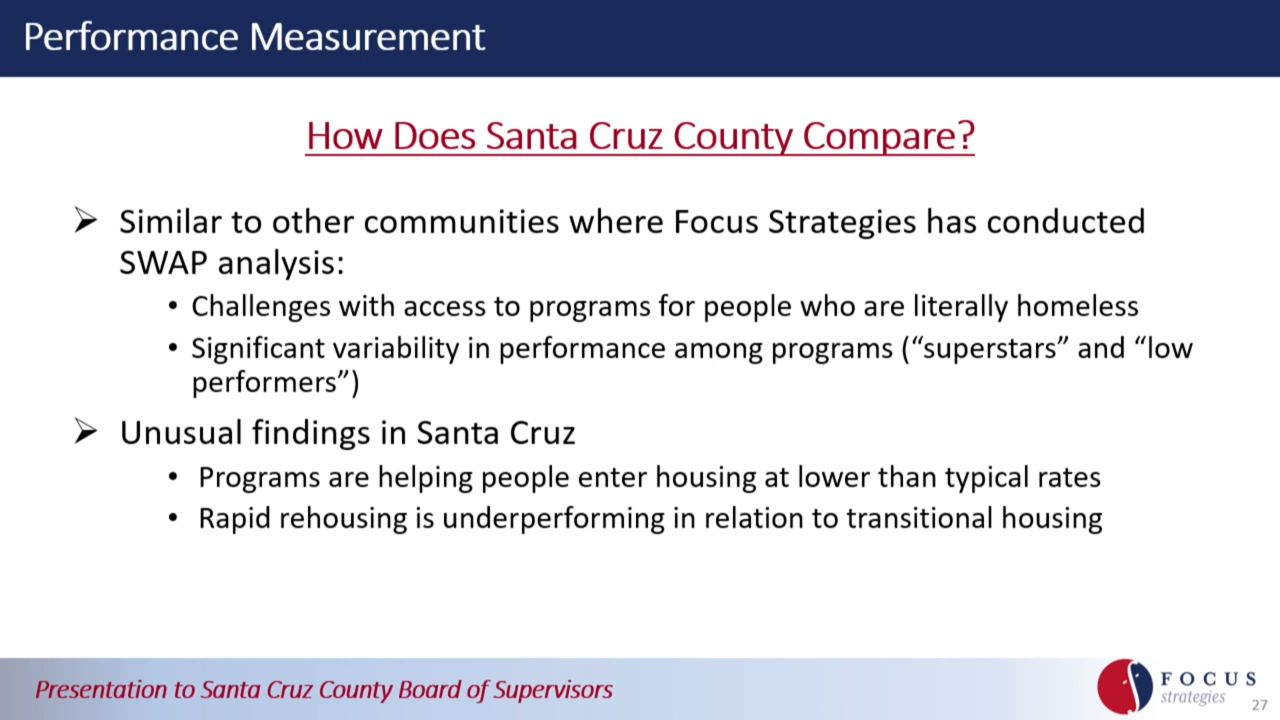 Performance Measurement
How Does Santa Cruz County Compare?
➢ Similar to other communities where Focus Strategies has conducted
SWAP analysis:
• Challenges with access to programs for people who are literally homeless
• Significant variability in performance among programs (“superstars” and “low
performers”)
➢ Unusual findings in Santa Cruz
• Programs are helping people enter housing at lower than typical rates
• Rapid rehousing is underperforming in relation to transitional housing
Presentation to Santa Cruz County Board of Supervisors
FOCUS
strategies
27